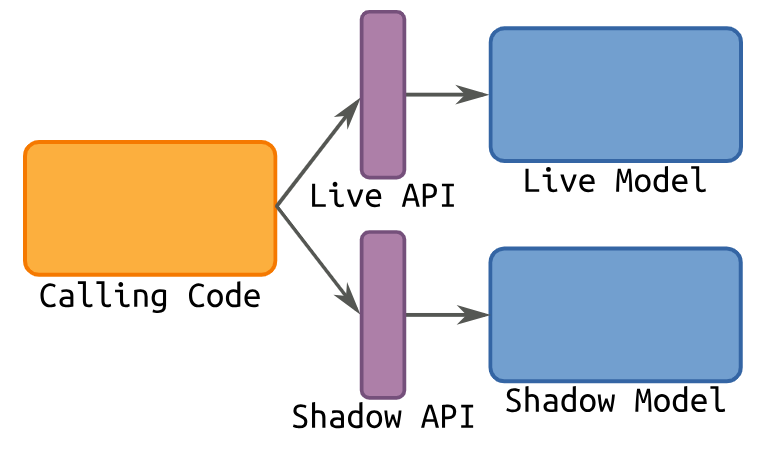 Live API
Live Model
Calling Code
Shadow API
Shadow Model